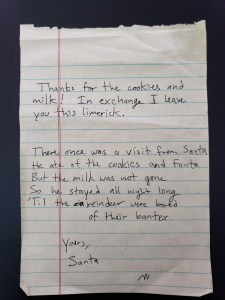 Thanks for the cookies and
milk! In exchange I leave
you this limerick.
There once was a visit from Santa
He ate of the cookies and Fanta
But the milk was not gone
So he stayed all night long
'Til the reindeer were bored
of their banter
Yours,
Santa